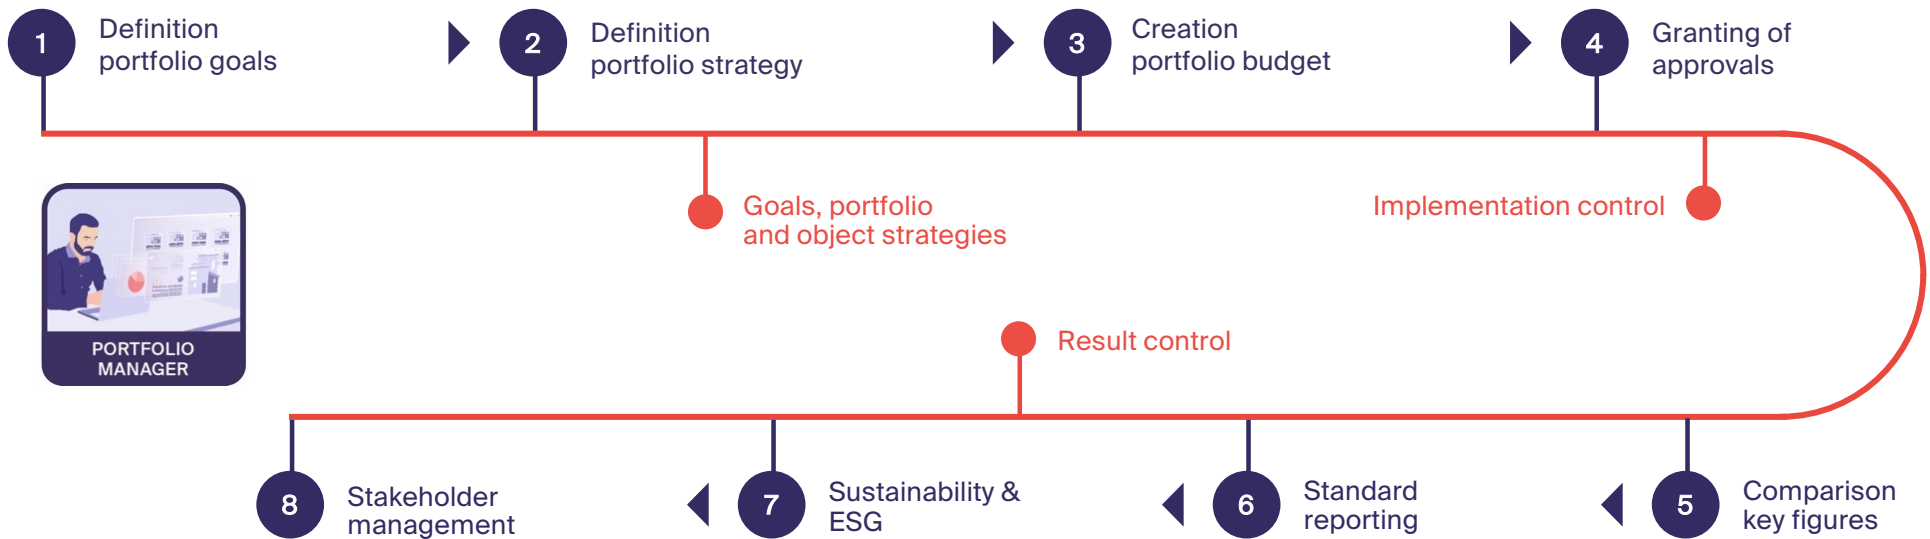 1
Definition
portfolio goals
2
Definition
portfolio strategy
3
Creation
portfolio budget
4
Granting of
approvals
Goals, portfolio
and object strategies
Implementation control
PORTFOLIO
MANAGER
Result control
8
Stakeholder
management
7
Sustainability &
ESG
6
Standard
reporting
5
Comparison
key figures